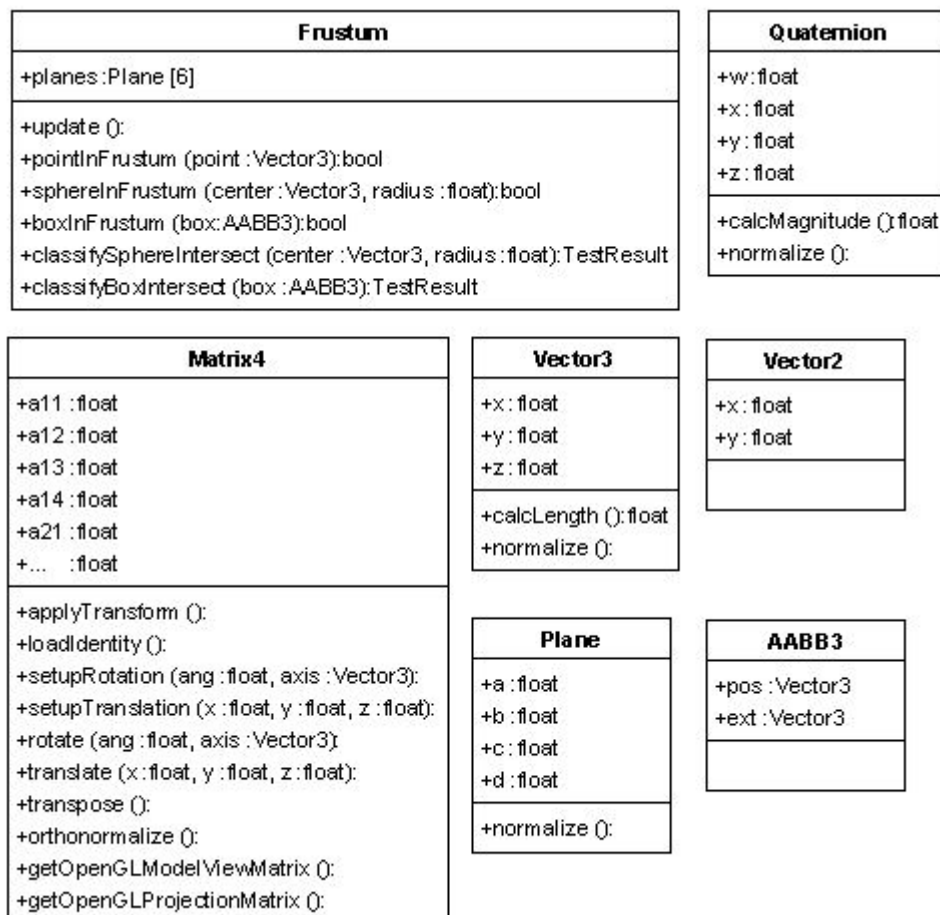 Frustum
+planes:Plane [6]
+update ():
+pointInFrustum (point :Vector3):bool
+sphereInFrustum (center:Vector3, radius :float):bool
+boxInFrustum (box:AABB3):bool
+classifySphereIntersect (center :Vector3, radius :float):TestResult
+classifyBoxIntersect (box :AABB3):TestResult
Quaternion
+w:float
+x:float
+y:float
+z:float
+calcMagnitude ():float
+normalize ():
Matrix4
+a11 :float
+a12 :float
+a13 :float
+a14 :float
+a21 :float
+... :float
+applyTransform ():
+loadIdentity ():
+setupRotation (ang :float, axis :Vector3):
+setupTranslation (x :float, y :float, z :float):
+rotate (ang :float, axis :Vector3):
+translate (x :float, y :float, z :float):
+transpose ():
+orthonormalize ():
+getOpenGLModelViewMatrix ():
+getOpenGLProjectionMatrix ():
Vector3
+x:float
+y:float
+z:float
+calcLength ():float
+normalize ():
Vector2
+x:float
+y:float
Plane
+a:float
+b:float
+c:float
+d:float
+normalize ():
AABB3
+pos:Vector3
+ext:Vector3